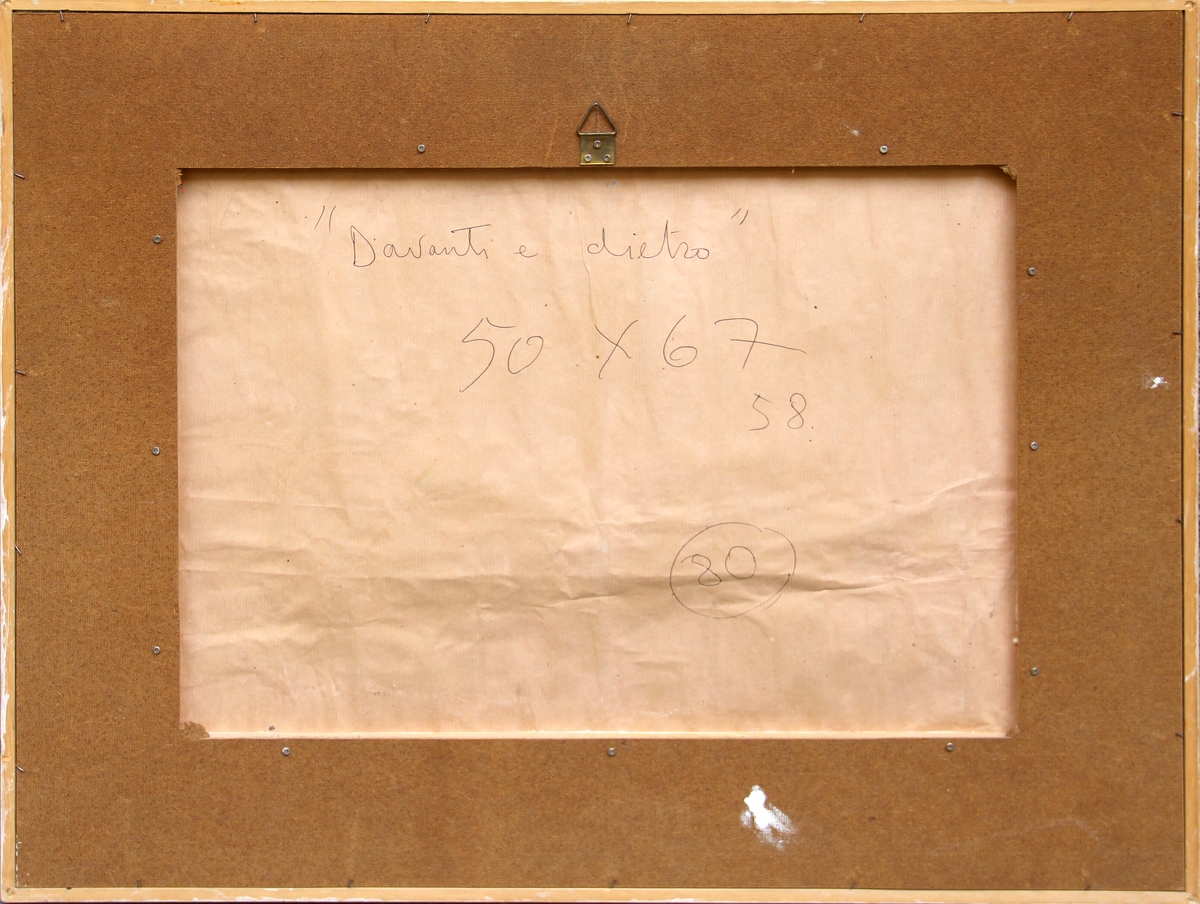 "Davanti e dietro"
50 X 67
58.
80